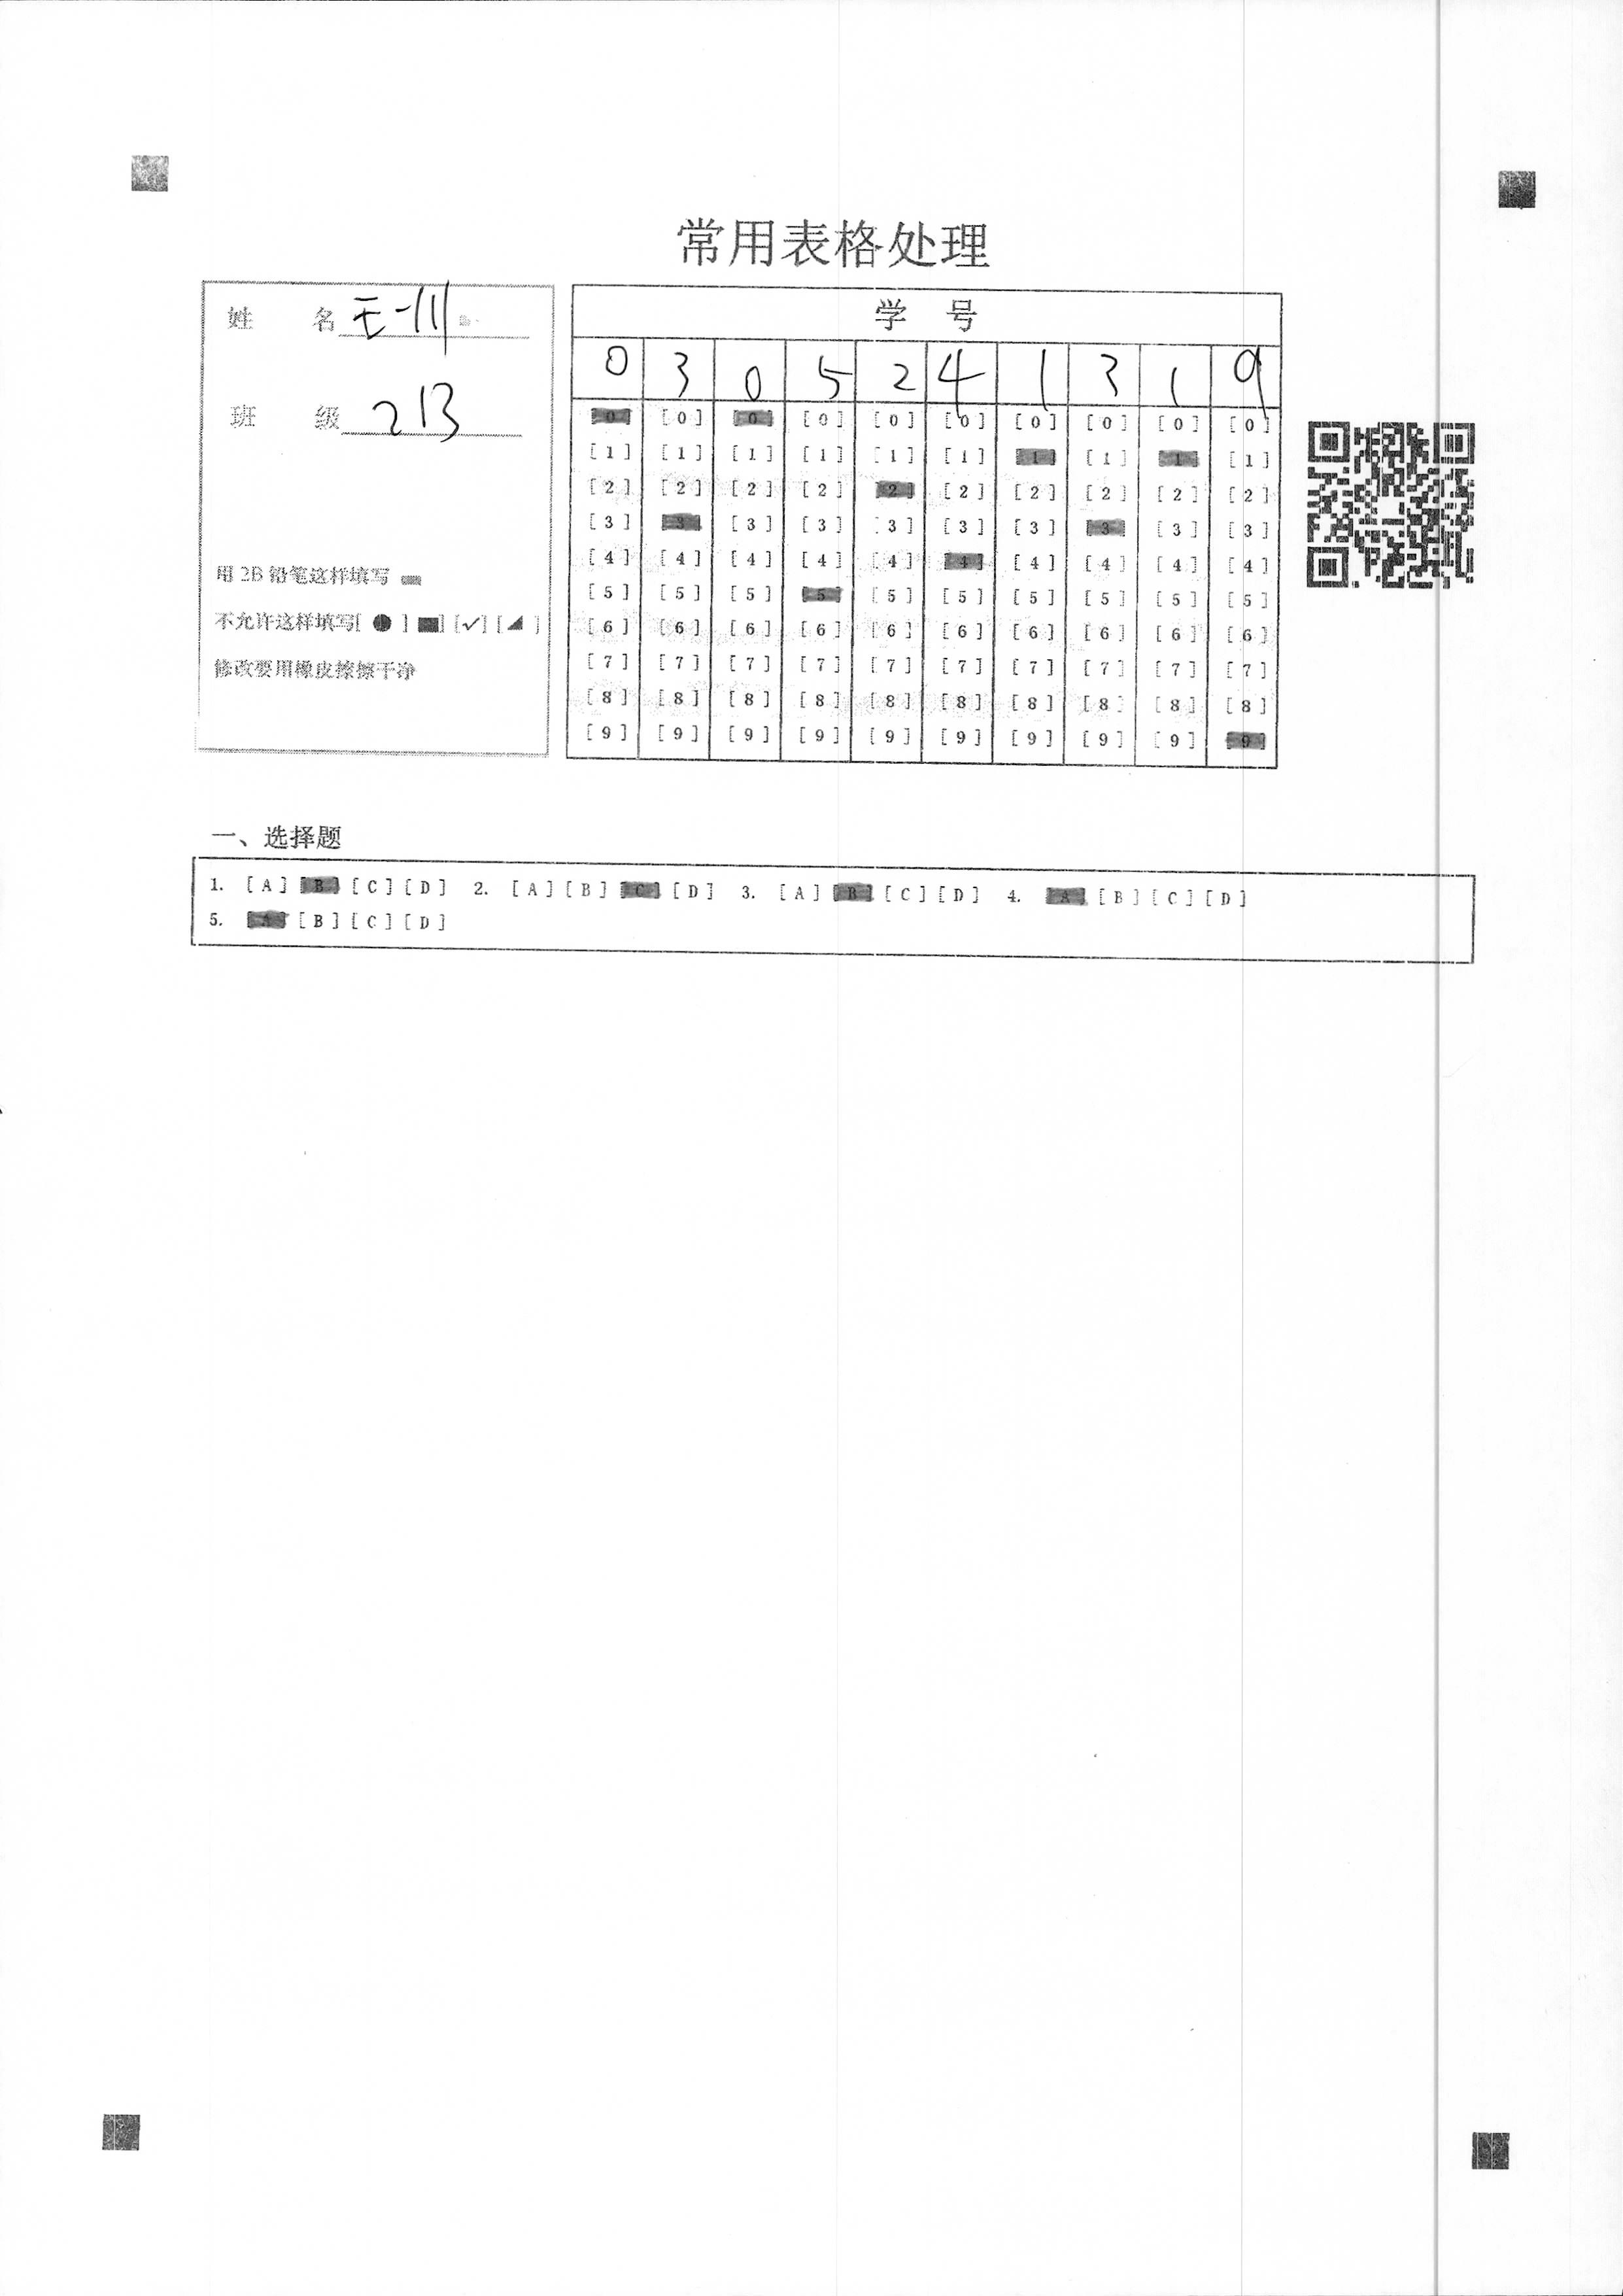 常用表格处理
姓 名
班 级 213
用 2B 铅笔这样填写
不允许这样填写[ ● ] [■] [✓] [◢ ]
修改要用橡皮擦擦干净
学 号
0 3 0 5 2 4 1 3 1 9
[0] [0] [0] [0] [0] [0] [0] [0] [0] [0]
[1] [1] [1] [1] [1] [1] [1] [1] [1] [1]
[2] [2] [2] [2] [2] [2] [2] [2] [2] [2]
[3] [3] [3] [3] [3] [3] [3] [3] [3] [3]
[4] [4] [4] [4] [4] [4] [4] [4] [4] [4]
[5] [5] [5] [5] [5] [5] [5] [5] [5] [5]
[6] [6] [6] [6] [6] [6] [6] [6] [6] [6]
[7] [7] [7] [7] [7] [7] [7] [7] [7] [7]
[8] [8] [8] [8] [8] [8] [8] [8] [8] [8]
[9] [9] [9] [9] [9] [9] [9] [9] [9] [9]
一、选择题
1. [A] [B] [C] [D] 2. [A] [B] [C] [D] 3. [A] [B] [C] [D] 4. [A] [B] [C] [D]
5. [A] [B] [C] [D]